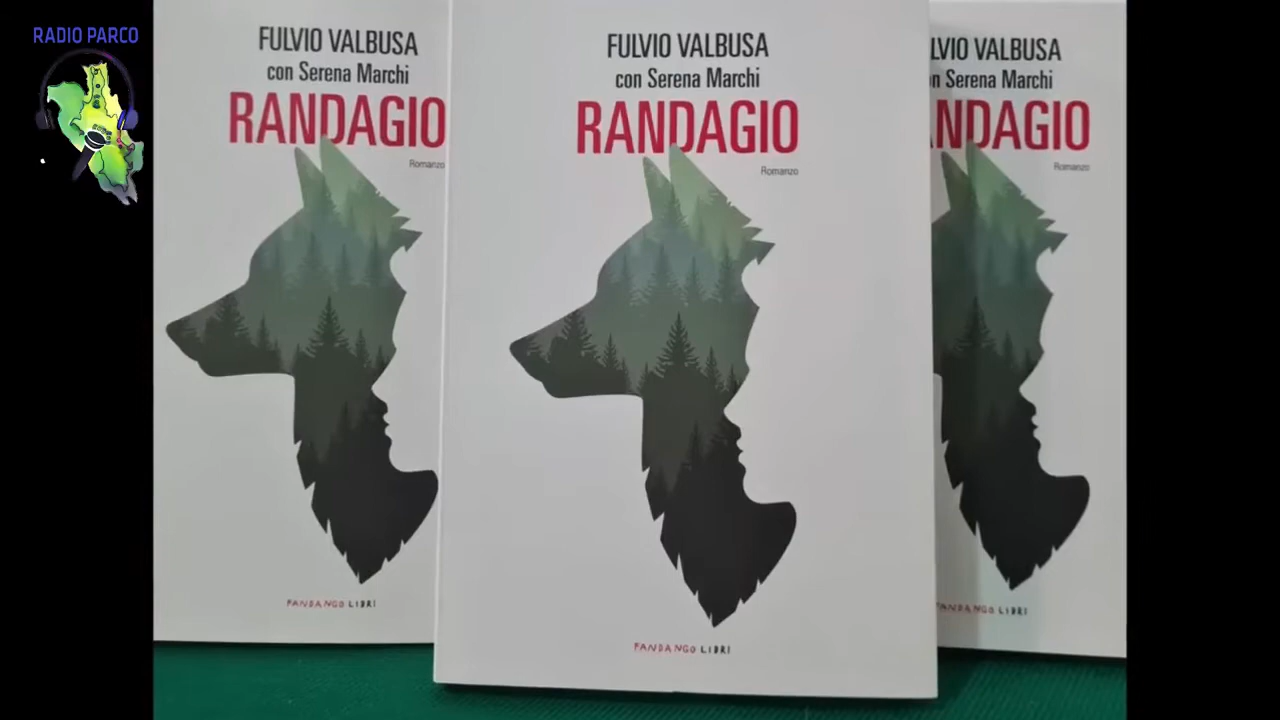 RADIO PARCO
FULVIO VALBUSA
con Serena Marchi
RANDAGIO
Romanzo
FANDANGO LIBRI
FULVIO VALBUSA
con Serena Marchi
RANDAGIO
Romanzo
FANDANGO LIBRI
LVIO VALBUSA
on Serena Marchi
ANDAGIO
Romanzo
FANDANGO LIBRI